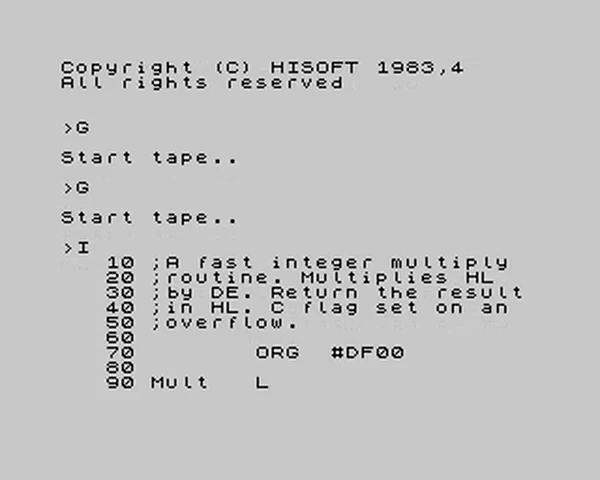 Copyright (C) HISOFT 1983,4
All rights reserved
>G
Start tape..
>G
Start tape..
>I
10 ;A fast integer multiply
20 ;routine. Multiplies HL
30 ;by DE. Return the result
40 ;in HL. C flag set on an
50 ;overflow.
60
70 ORG #DF00
80
90 Mult L